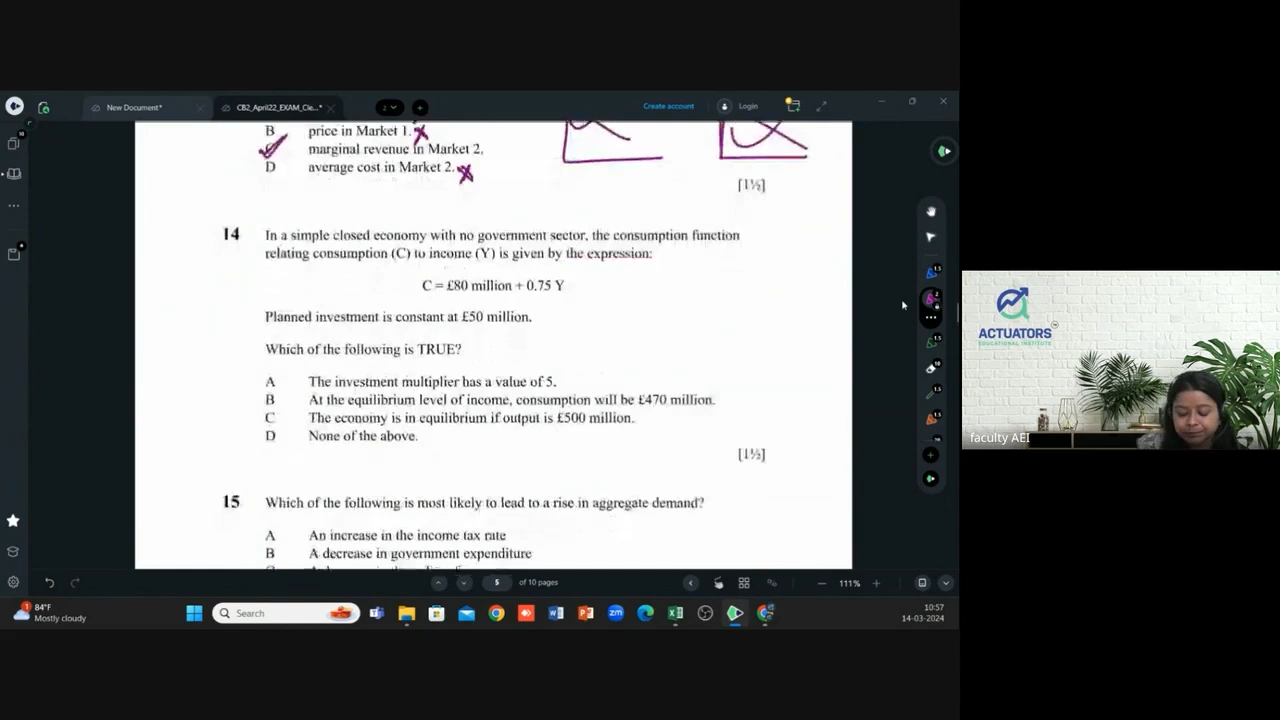 New Document*
CB2_April22_EXAM_Cle...*
2
Create account
Login
B price in Market 1.
marginal revenue in Market 2.
D average cost in Market 2.
[1½]
14 In a simple closed economy with no government sector, the consumption function
relating consumption (C) to income (Y) is given by the expression:
C = £80 million + 0.75 Y
Planned investment is constant at £50 million.
Which of the following is TRUE?
A The investment multiplier has a value of 5.
B At the equilibrium level of income, consumption will be £470 million.
C The economy is in equilibrium if output is £500 million.
D None of the above.
[1½]
15 Which of the following is most likely to lead to a rise in aggregate demand?
A An increase in the income tax rate
B A decrease in government expenditure
5 of 10 pages
111%
ACTUATORS
EDUCATIONAL INSTITUTE
faculty AEI
84°F
Mostly cloudy
Search
10:57
14-03-2024